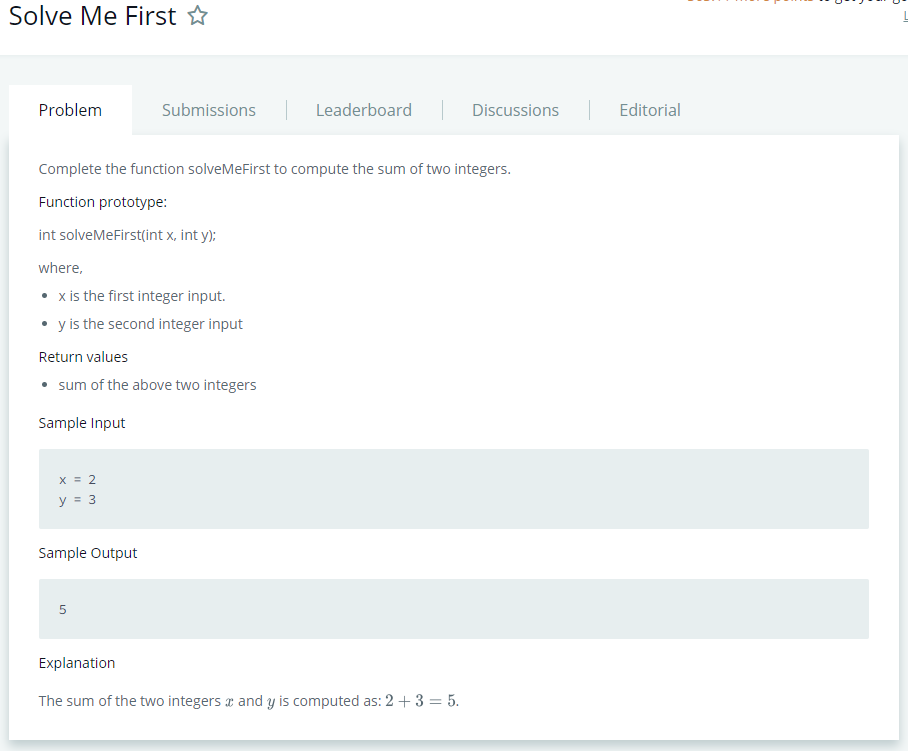 Solve Me First
Problem
Submissions
Leaderboard
Discussions
Editorial
Complete the function solveMeFirst to compute the sum of two integers.
Function prototype:
int solveMeFirst(int x, int y);
where,
• x is the first integer input.
• y is the second integer input
Return values
• sum of the above two integers
Sample Input
x = 2
y = 3
Sample Output
5
Explanation
The sum of the two integers x and y is computed as: 2 + 3 = 5.